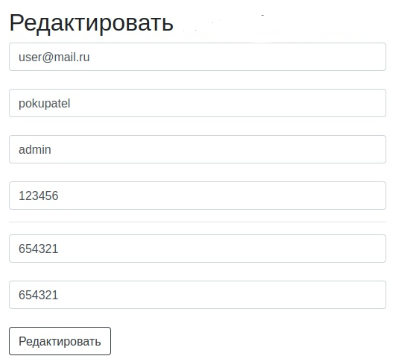 Редактировать
user@mail.ru
pokupatel
admin
123456
654321
654321
Редактировать